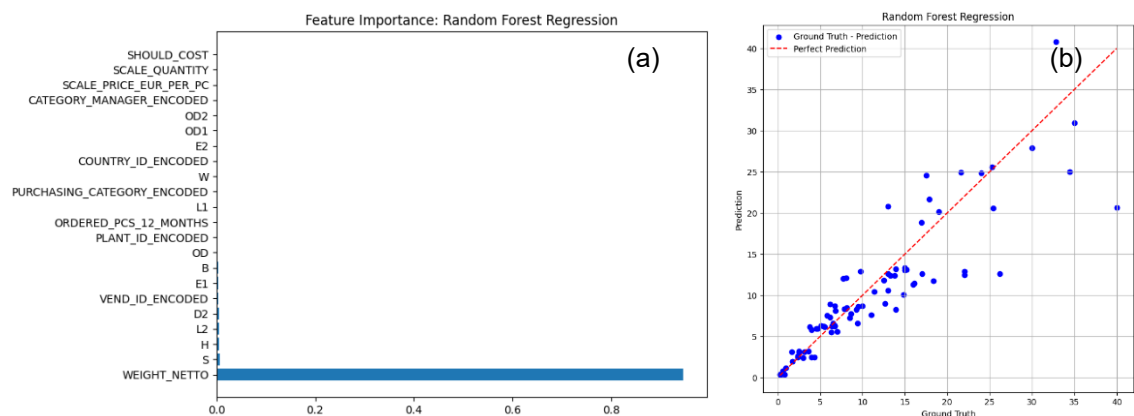 Feature Importance: Random Forest Regression
(a)
SHOULD_COST
SCALE_QUANTITY
SCALE_PRICE_EUR_PER_PC
CATEGORY_MANAGER_ENCODED
OD2
OD1
E2
COUNTRY_ID_ENCODED
W
PURCHASING_CATEGORY_ENCODED
L1
ORDERED_PCS_12_MONTHS
PLANT_ID_ENCODED
OD
B
E1
VEND_ID_ENCODED
D2
L2
H
S
WEIGHT_NETTO
0.0 0.2 0.4 0.6 0.8
Random Forest Regression
Ground Truth - Prediction
Perfect Prediction
(b)
40
35
30
25
20
15
10
5
0
Prediction
0 5 10 15 20 25 30 35 40
Ground Truth